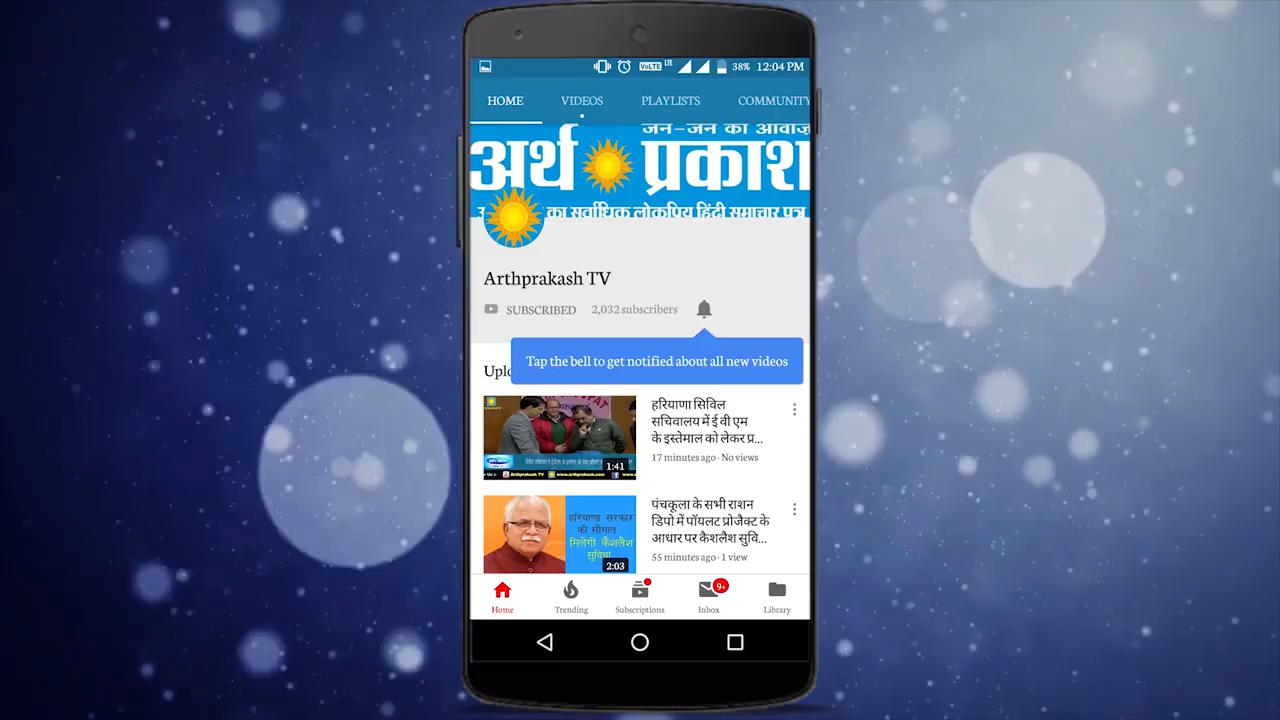 38% 12:04 PM
HOME VIDEOS PLAYLISTS COMMUNITY
जन-जन का आवाज़
अर्थ प्रकाश
का सर्वाधिक लोकप्रिय हिंदी समाचार पत्र
Arthprakash TV
SUBSCRIBED 2,032 subscribers
Tap the bell to get notified about all new videos
हरियाणा सिविल
सचिवालय में ई वी एम
के इस्तेमाल को लेकर प्र...
17 minutes ago · No views
1:41
Arthprakash TV
पंचकूला के सभी राशन
डिपो में पॉयलट प्रोजैक्ट के
आधार पर कैशलैश सुवि...
55 minutes ago · 1 view
हरियाणा सरकार
की सौगात
मिलेगी कैशलैश
सुविधा
2:03
9+
Home Trending Subscriptions Inbox Library